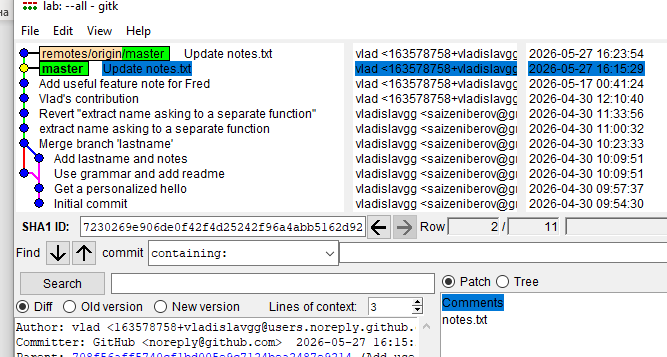 на
lab: --all - gitk
File Edit View Help
remotes/origin/master Update notes.txt vlad <163578758+vladislavgg 2026-05-27 16:23:54
master Update notes.txt vlad <163578758+vladislavgg 2026-05-27 16:15:29
Add useful feature note for Fred vlad <163578758+vladislavgg 2026-05-17 00:41:24
Vlad's contribution vlad <163578758+vladislavgg 2026-04-30 12:10:40
Revert "extract name asking to a separate function" vladislavgg <saizeniberov@gr 2026-04-30 11:33:56
extract name asking to a separate function vladislavgg <saizeniberov@gr 2026-04-30 11:00:32
Merge branch 'lastname' vladislavgg <saizeniberov@gr 2026-04-30 10:23:33
Add lastname and notes vladislavgg <saizeniberov@gr 2026-04-30 10:09:51
Use grammar and add readme vladislavgg <saizeniberov@gr 2026-04-30 10:09:51
Get a personalized hello vladislavgg <saizeniberov@gr 2026-04-30 09:57:37
Initial commit vladislavgg <saizeniberov@gr 2026-04-30 09:54:30
SHA1 ID: 7230269e906de0f42f4d25242f96a4abb5162d92 Row 2 / 11
Find commit containing:
Search Patch Tree
Diff Old version New version Lines of context: 3 Comments
Author: vlad <163578758+vladislavgg@users.noreply.github. notes.txt
Committer: GitHub <noreply@github.com> 2026-05-27 16:15:
Parent: